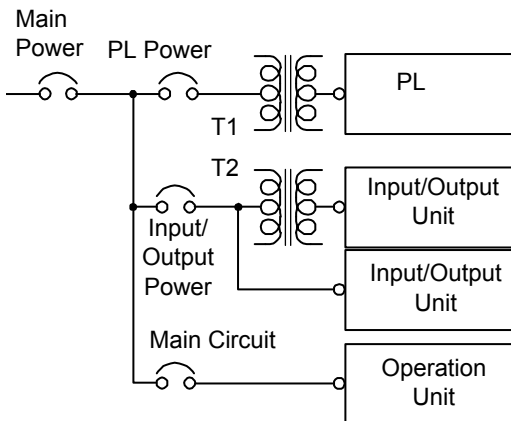 Main
Power
PL Power
PL
T1
T2
Input/Output
Unit
Input/
Output
Power
Input/Output
Unit
Main Circuit
Operation
Unit